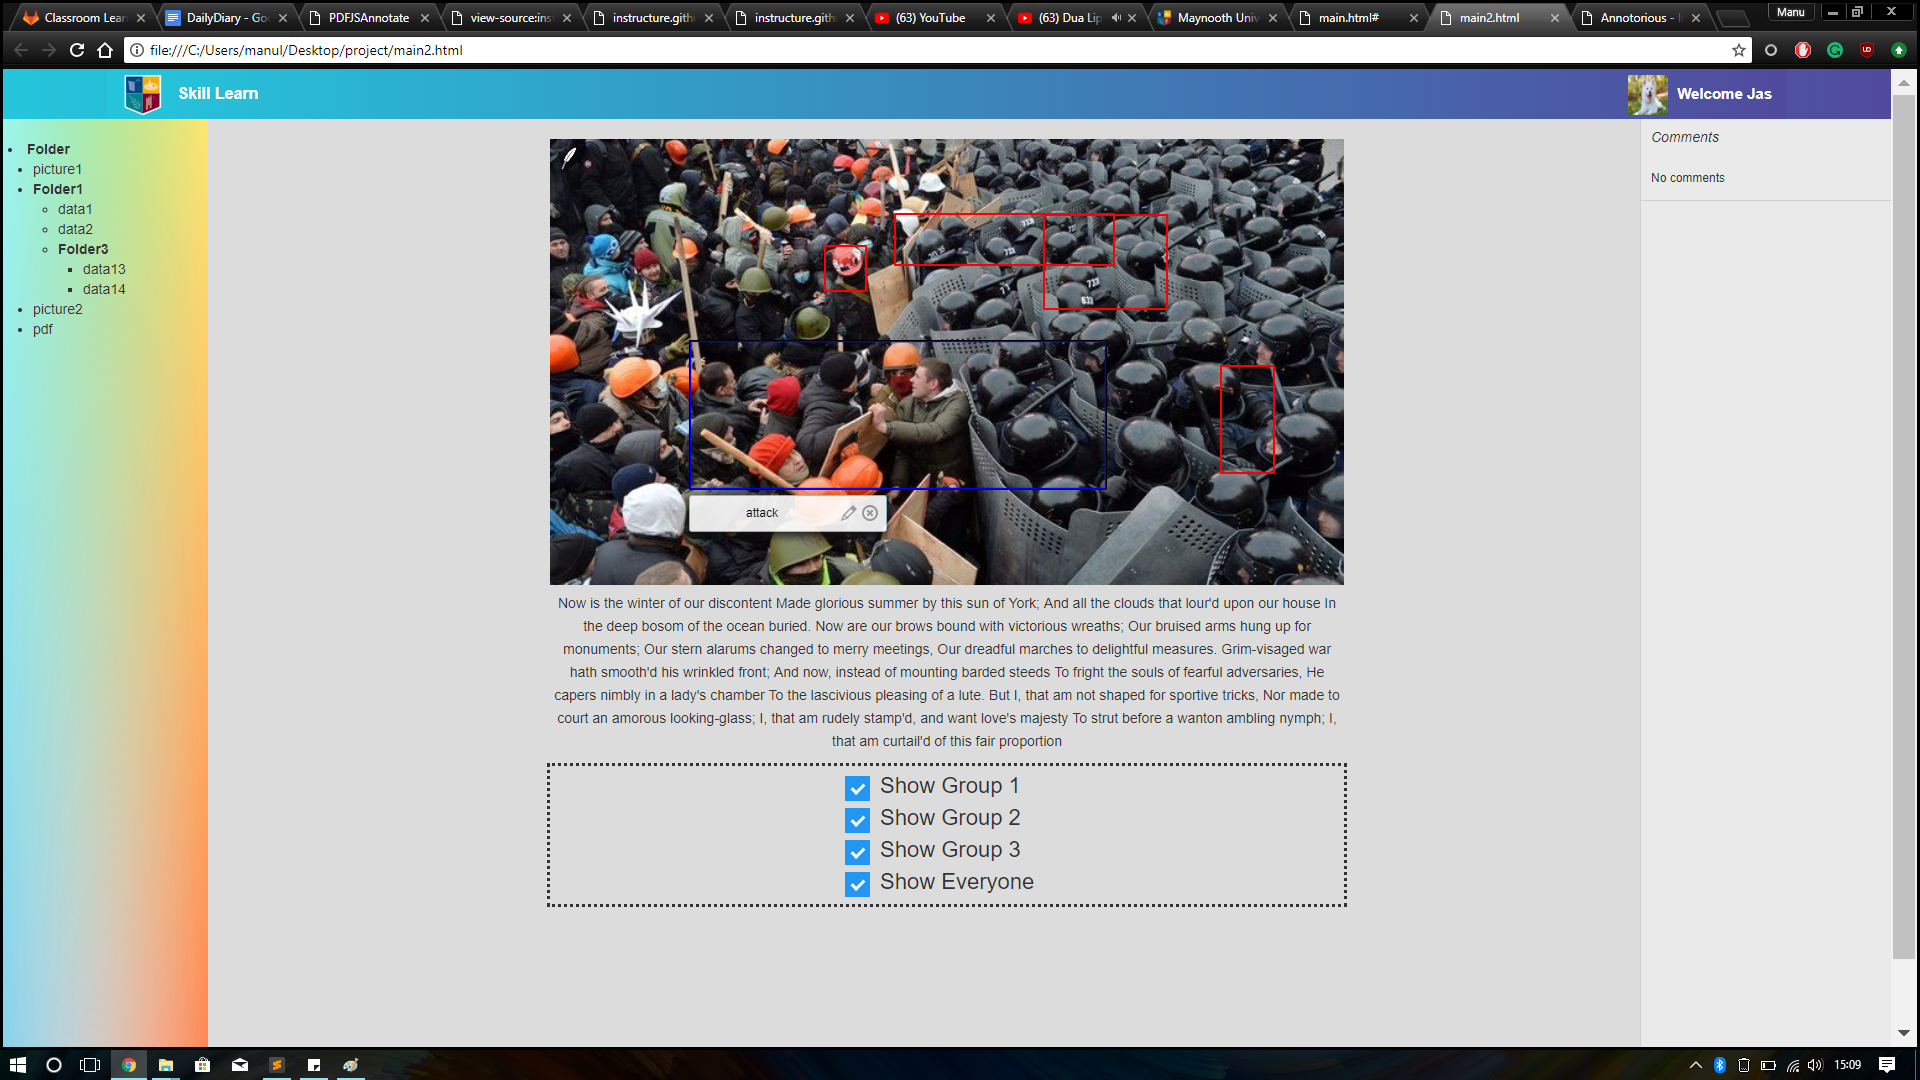 Classroom Lear
DailyDiary - Goo
PDFJSAnnotate
view-source:inst
instructure.gith
instructure.gith
(63) YouTube
(63) Dua Lip
Maynooth Univ
main.html#
main2.html
Annotorious -
Manu
file:///C:/Users/manul/Desktop/project/main2.html
Skill Learn
Welcome Jas
Folder
picture1
Folder1
data1
data2
Folder3
data13
data14
picture2
pdf
733
633
attack
Now is the winter of our discontent Made glorious summer by this sun of York; And all the clouds that lour'd upon our house In
the deep bosom of the ocean buried. Now are our brows bound with victorious wreaths; Our bruised arms hung up for
monuments; Our stern alarums changed to merry meetings, Our dreadful marches to delightful measures. Grim-visaged war
hath smooth'd his wrinkled front; And now, instead of mounting barded steeds To fright the souls of fearful adversaries, He
capers nimbly in a lady's chamber To the lascivious pleasing of a lute. But I, that am not shaped for sportive tricks, Nor made to
court an amorous looking-glass; I, that am rudely stamp'd, and want love's majesty To strut before a wanton ambling nymph; I,
that am curtail'd of this fair proportion
Show Group 1
Show Group 2
Show Group 3
Show Everyone
Comments
No comments
15:09